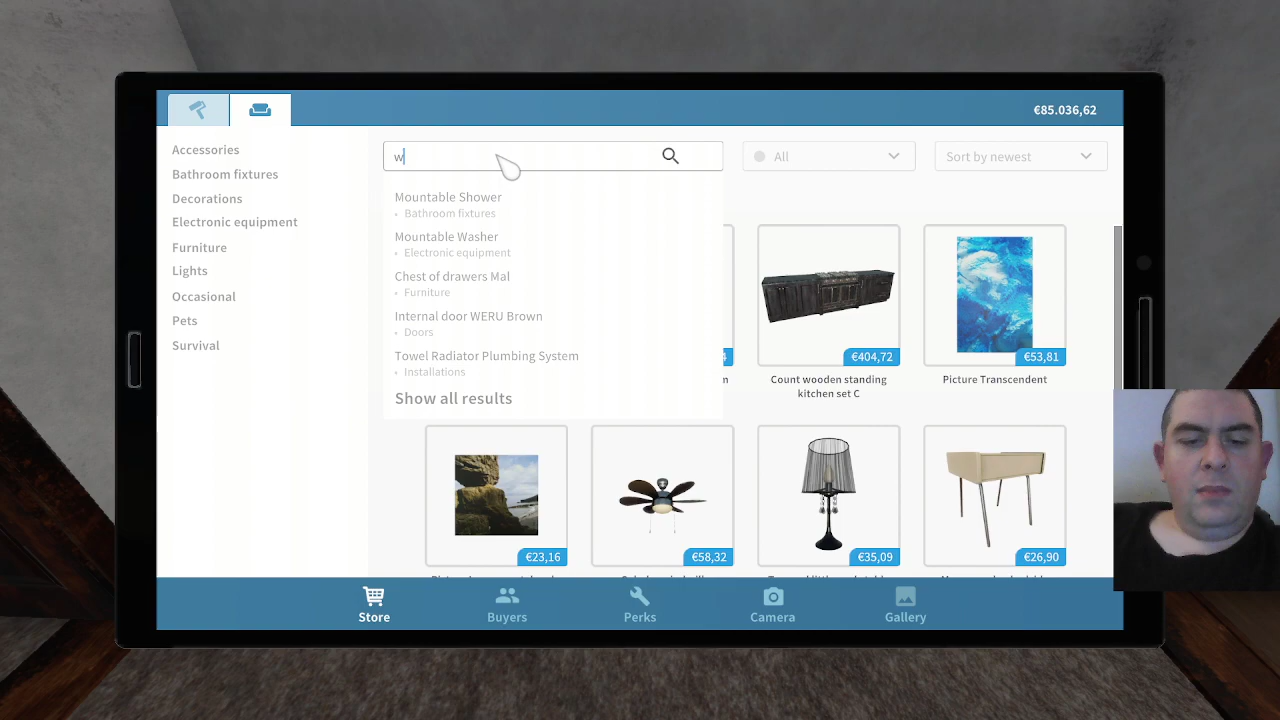 €85.036,62
Accessories
Bathroom fixtures
Decorations
Electronic equipment
Furniture
Lights
Occasional
Pets
Survival
w
All
Sort by newest
Mountable Shower
Bathroom fixtures
Mountable Washer
Electronic equipment
Chest of drawers Mal
Furniture
Internal door WERU Brown
Doors
Towel Radiator Plumbing System
Installations
Show all results
€404,72
€53,81
Count wooden standing
kitchen set C
Picture Transcendent
€23,16
€58,32
€35,09
€26,90
Store
Buyers
Perks
Camera
Gallery